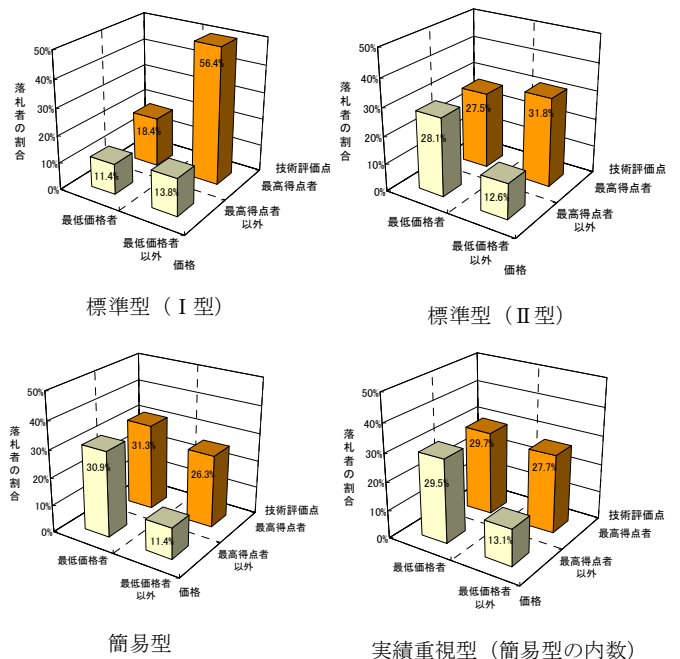 50%
40%
30%
20%
10%
0%
落札者の割合
56.4%
18.4%
11.4%
13.8%
技術評価点
最高得点者
最高得点者
以外
最低価格者
最低価格者
以外
価格
標準型（Ⅰ型）
50%
40%
30%
20%
10%
0%
落札者の割合
27.5%
31.8%
28.1%
12.6%
技術評価点
最高得点者
最高得点者
以外
最低価格者
最低価格者
以外
価格
標準型（Ⅱ型）
50%
40%
30%
20%
10%
0%
落札者の割合
31.3%
26.3%
30.9%
11.4%
技術評価点
最高得点者
最高得点者
以外
最低価格者
最低価格者
以外
価格
簡易型
50%
40%
30%
20%
10%
0%
落札者の割合
29.7%
27.7%
29.5%
13.1%
技術評価点
最高得点者
最高得点者
以外
最低価格者
最低価格者
以外
価格
実績重視型（簡易型の内数）